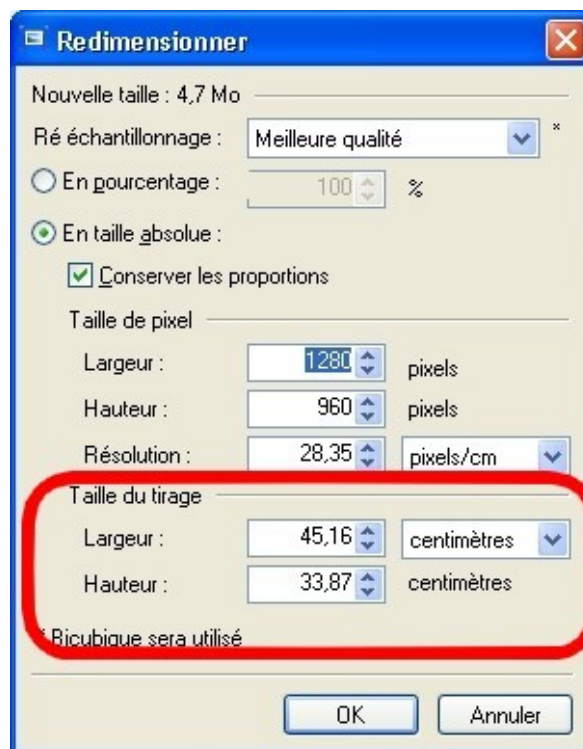 Redimensionner
Nouvelle taille : 4,7 Mo
Ré échantillonnage : Meilleure qualité *
En pourcentage : 100 %
En taille absolue :
Conserver les proportions
Taille de pixel
Largeur : 1280 pixels
Hauteur : 960 pixels
Résolution : 28,35 pixels/cm
Taille du tirage
Largeur : 45,16 centimètres
Hauteur : 33,87 centimètres
* Bicubique sera utilisé
OK Annuler